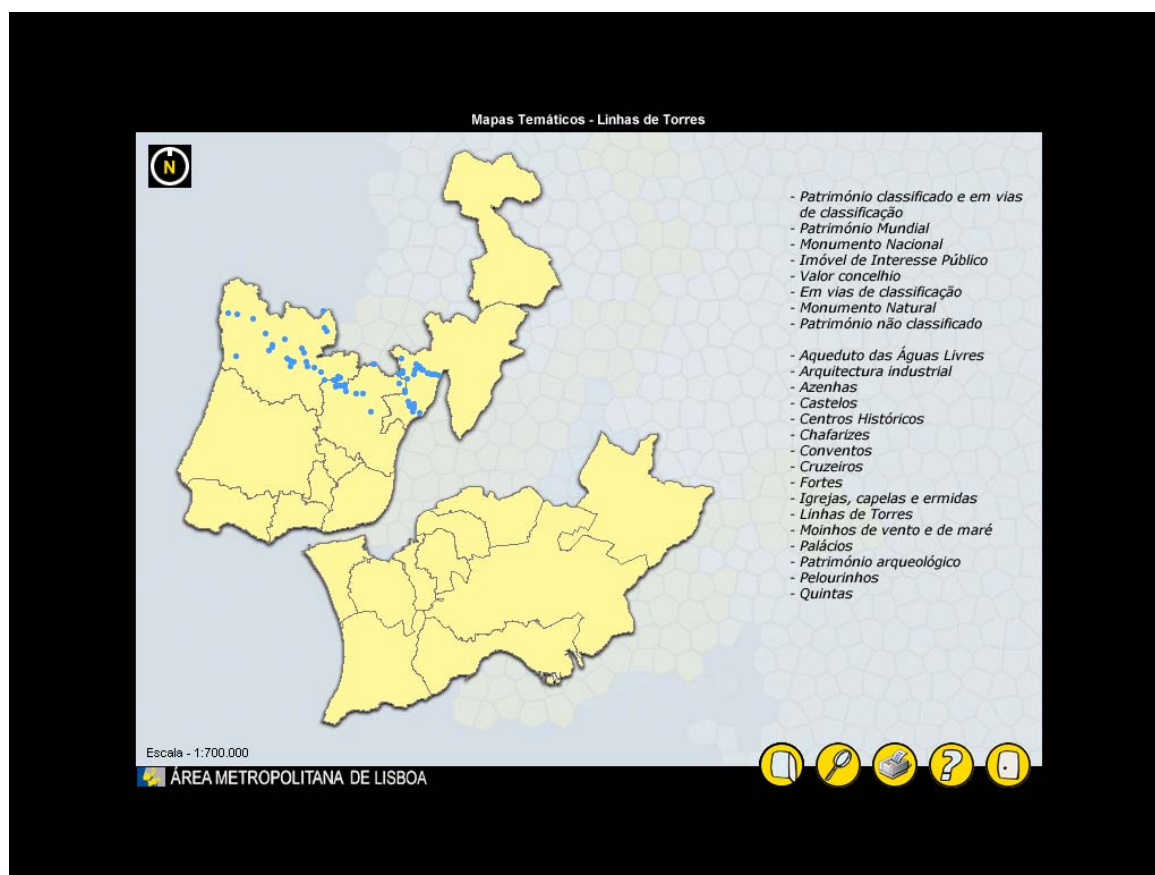 Mapas Temáticos - Linhas de Torres
N
- Património classificado e em vias
de classificação
- Património Mundial
- Monumento Nacional
- Imóvel de Interesse Público
- Valor concelhio
- Em vias de classificação
- Monumento Natural
- Património não classificado
- Aqueduto das Águas Livres
- Arquitectura industrial
- Azenhas
- Castelos
- Centros Históricos
- Chafarizes
- Conventos
- Cruzeiros
- Fortes
- Igrejas, capelas e ermidas
- Linhas de Torres
- Moinhos de vento e de maré
- Palácios
- Património arqueológico
- Pelourinhos
- Quintas
Escala - 1:700.000
ÁREA METROPOLITANA DE LISBOA
?